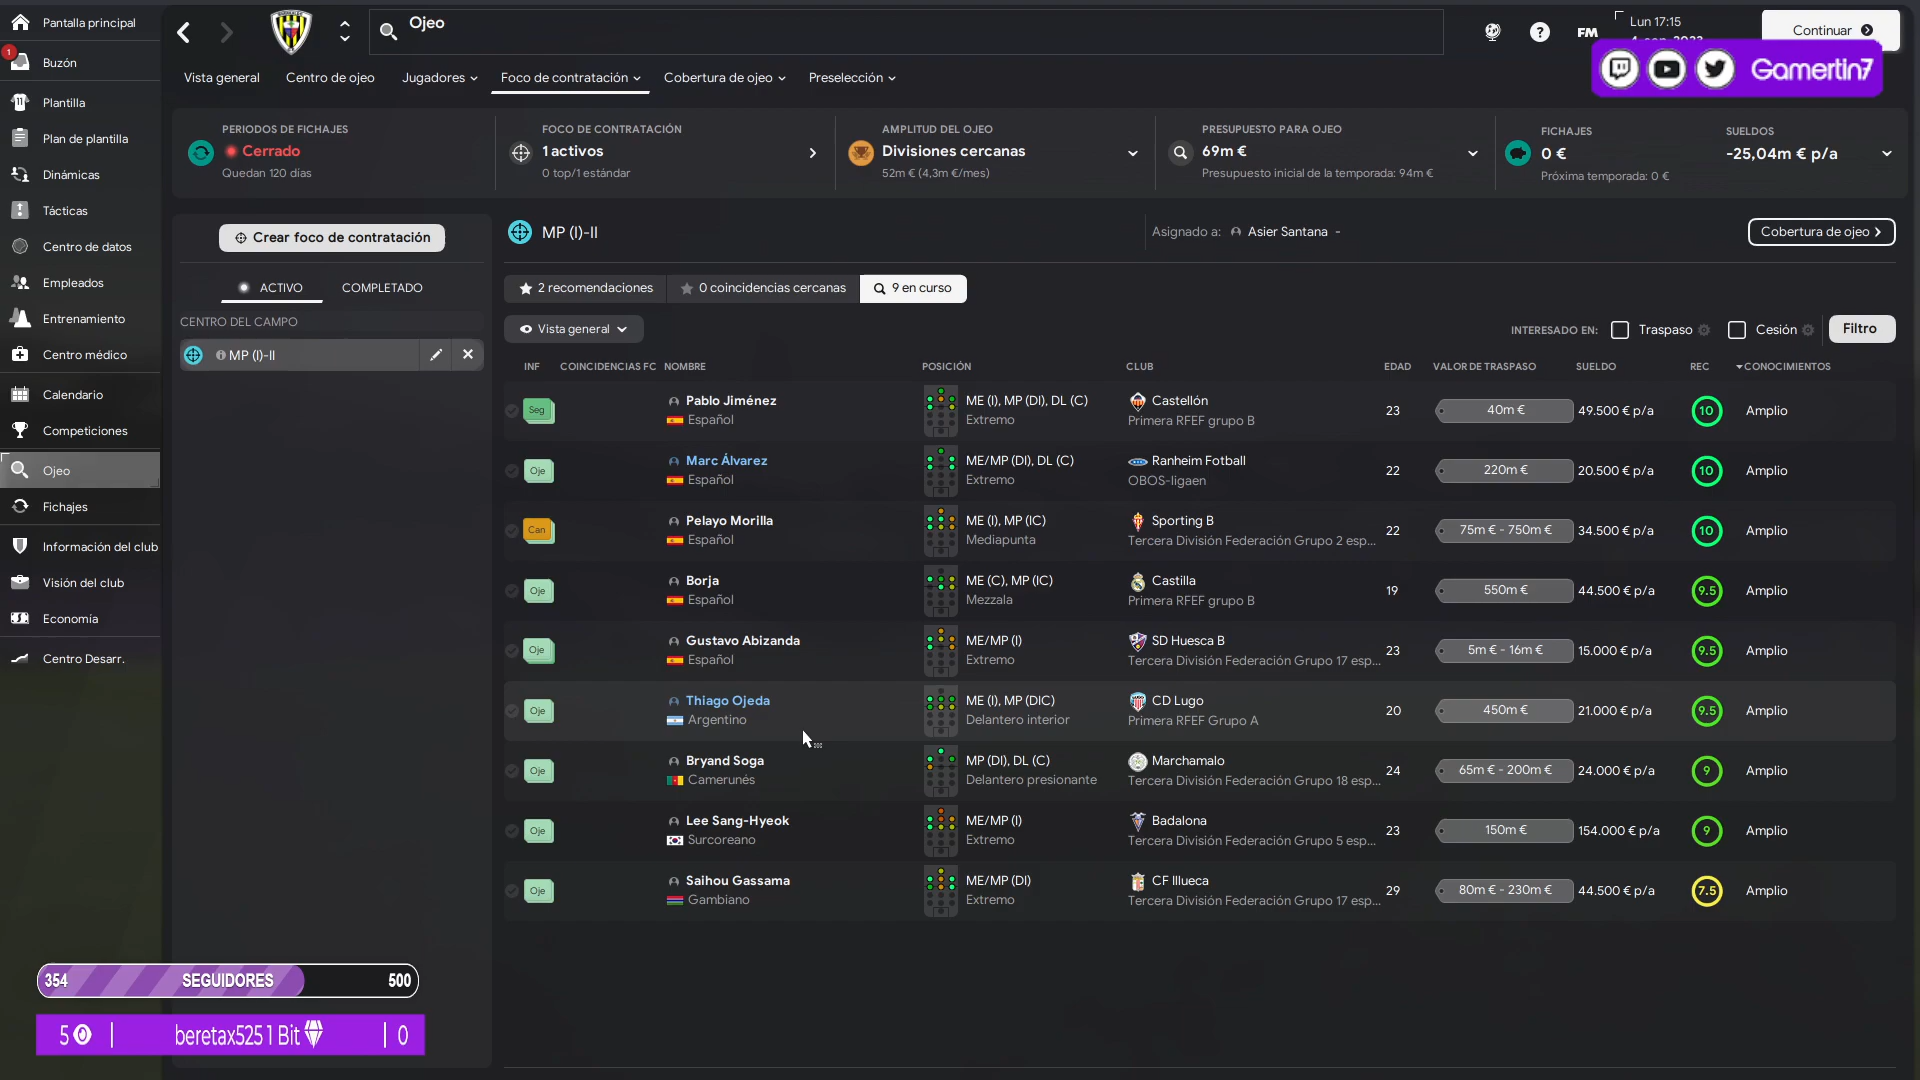 Pantalla principal
1
Buzón
Plantilla
Plan de plantilla
Dinámicas
Tácticas
Centro de datos
Empleados
Entrenamiento
Centro médico
Calendario
Competiciones
Ojeo
Fichajes
Información del club
Visión del club
Economía
Centro Desarr.
Ojeo
?
FM
Lun 17:15
Continuar
Gamertin7
Vista general
Centro de ojeo
Jugadores
Foco de contratación
Cobertura de ojeo
Preselección
PERIODOS DE FICHAJES
Cerrado
Quedan 120 días
FOCO DE CONTRATACIÓN
1 activos
0 top/1 estándar
AMPLITUD DEL OJEO
Divisiones cercanas
52m € (4,3m €/mes)
PRESUPUESTO PARA OJEO
69m €
Presupuesto inicial de la temporada: 94m €
FICHAJES
0 €
Próxima temporada: 0 €
SUELDOS
-25,04m € p/a
Crear foco de contratación
ACTIVO
COMPLETADO
CENTRO DEL CAMPO
MP (I)-II
MP (I)-II
Asignado a: Asier Santana -
Cobertura de ojeo
2 recomendaciones
0 coincidencias cercanas
9 en curso
Vista general
INTERESADO EN:
Traspaso
Cesión
Filtro
INF COINCIDENCIAS FC NOMBRE POSICIÓN CLUB EDAD VALOR DE TRASPASO SUELDO REC CONOCIMIENTOS
Seg Pablo Jiménez ME (I), MP (DI), DL (C) Castellón 23 40m € 49.500 € p/a 10 Amplio
Español Extremo Primera RFEF grupo B
Oje Marc Álvarez ME/MP (DI), DL (C) Ranheim Fotball 22 220m € 20.500 € p/a 10 Amplio
Español Extremo OBOS-ligaen
Can Pelayo Morilla ME (I), MP (IC) Sporting B 22 75m € - 750m € 34.500 € p/a 10 Amplio
Español Mediapunta Tercera División Federación Grupo 2 esp...
Oje Borja ME (C), MP (IC) Castilla 19 550m € 44.500 € p/a 9.5 Amplio
Español Mezzala Primera RFEF grupo B
Oje Gustavo Abizanda ME/MP (I) SD Huesca B 23 5m € - 16m € 15.000 € p/a 9.5 Amplio
Español Extremo Tercera División Federación Grupo 17 esp...
Oje Thiago Ojeda ME (I), MP (DIC) CD Lugo 20 450m € 21.000 € p/a 9.5 Amplio
Argentino Delantero interior Primera RFEF Grupo A
Oje Bryand Soga MP (DI), DL (C) Marchamalo 24 65m € - 200m € 24.000 € p/a 9 Amplio
Camerunés Delantero presionante Tercera División Federación Grupo 18 esp...
Oje Lee Sang-Hyeok ME/MP (I) Badalona 23 150m € 154.000 € p/a 9 Amplio
Surcoreano Extremo Tercera División Federación Grupo 5 esp...
Oje Saihou Gassama ME/MP (DI) CF Illueca 29 80m € - 230m € 44.500 € p/a 7.5 Amplio
Gambiano Extremo Tercera División Federación Grupo 17 esp...
354 SEGUIDORES 500
5 beretax525 1 Bit 0